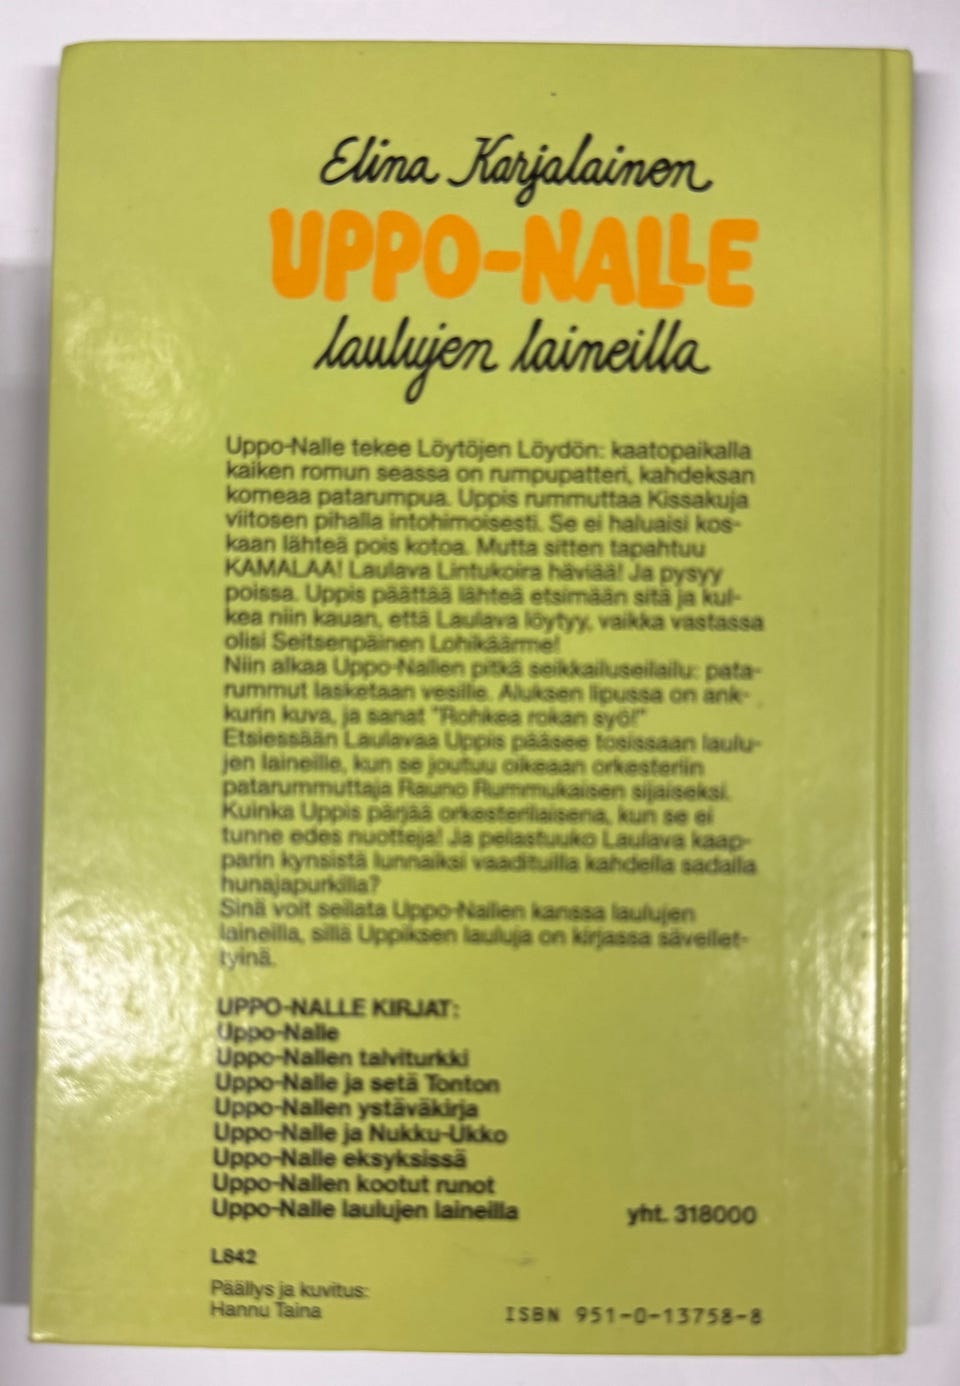 Elina Karjalainen
UPPO-NALLE
laulujen laineilla
Uppo-Nalle tekee Löytöjen Löydön: kaatopaikalla
kaiken romun seassa on rumpupatteri, kahdeksan
komeaa patarumpua. Uppis rummuttaa Kissakuja
viitosen pihalla intohimoisesti. Se ei haluaisi kos-
kaan lähteä pois kotoa. Mutta sitten tapahtuu
KAMALAA! Laulava Lintukoira häviää! Ja pysyy
poissa. Uppis päättää lähteä etsimään sitä ja kul-
kea niin kauan, että Laulava löytyy, vaikka vastassa
olisi Seitsenpäinen Lohikäärme!
Niin alkaa Uppo-Nallen pitkä seikkailuseilailu: pata-
rummut lasketaan vesille. Aluksen lipussa on ank-
kurin kuva, ja sanat "Rohkea rokan syö!"
Etsiessään Laulavaa Uppis pääsee tosissaan laulu-
jen laineille, kun se joutuu oikeaan orkesteriin
patarummuttaja Rauno Rummukaisen sijaiseksi.
Kuinka Uppis pärjää orkesterilaisena, kun se ei
tunne edes nuotteja! Ja pelastuuko Laulava kaap-
parin kynsistä lunnaiksi vaadituilla kahdella sadalla
hunajapurkilla?
Sinä voit seilata Uppo-Nallen kanssa laulujen
laineilla, sillä Uppiksen lauluja on kirjassa sävellet-
tyinä.
UPPO-NALLE KIRJAT:
Uppo-Nalle
Uppo-Nallen talviturkki
Uppo-Nalle ja setä Tonton
Uppo-Nallen ystäväkirja
Uppo-Nalle ja Nukku-Ukko
Uppo-Nalle eksyksissä
Uppo-Nallen kootut runot
Uppo-Nalle laulujen laineilla yht. 318000
L842
Päällys ja kuvitus:
Hannu Taina
ISBN 951-0-13758-8